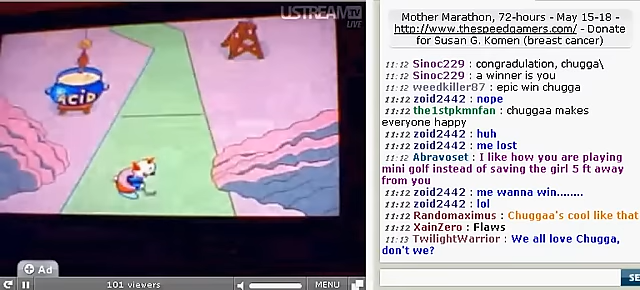 USTREAM TV
LIVE
ACID
Ad
101 viewers
MENU
Mother Marathon, 72-hours - May 15-18 -
http://www.thespeedgamers.com/ - Donate
for Susan G. Komen (breast cancer)
11:12 Sinoc229 : congradulation, chugga\
11:12 Sinoc229 : a winner is you
11:12 weedkiller87 : epic win chugga
11:12 zoid2442 : nope
11:12 the1stpkmnfan : chuggaa makes
everyone happy
11:12 zoid2442 : huh
11:12 zoid2442 : me lost
11:12 Abravoset : I like how you are playing
mini golf instead of saving the girl 5 ft away
from you
11:12 zoid2442 : me wanna win........
11:12 zoid2442 : lol
11:12 Randomaximus : Chuggaa's cool like that
11:12 XainZero : Flaws
11:13 TwilightWarrior : We all love Chugga,
don't we?
SE